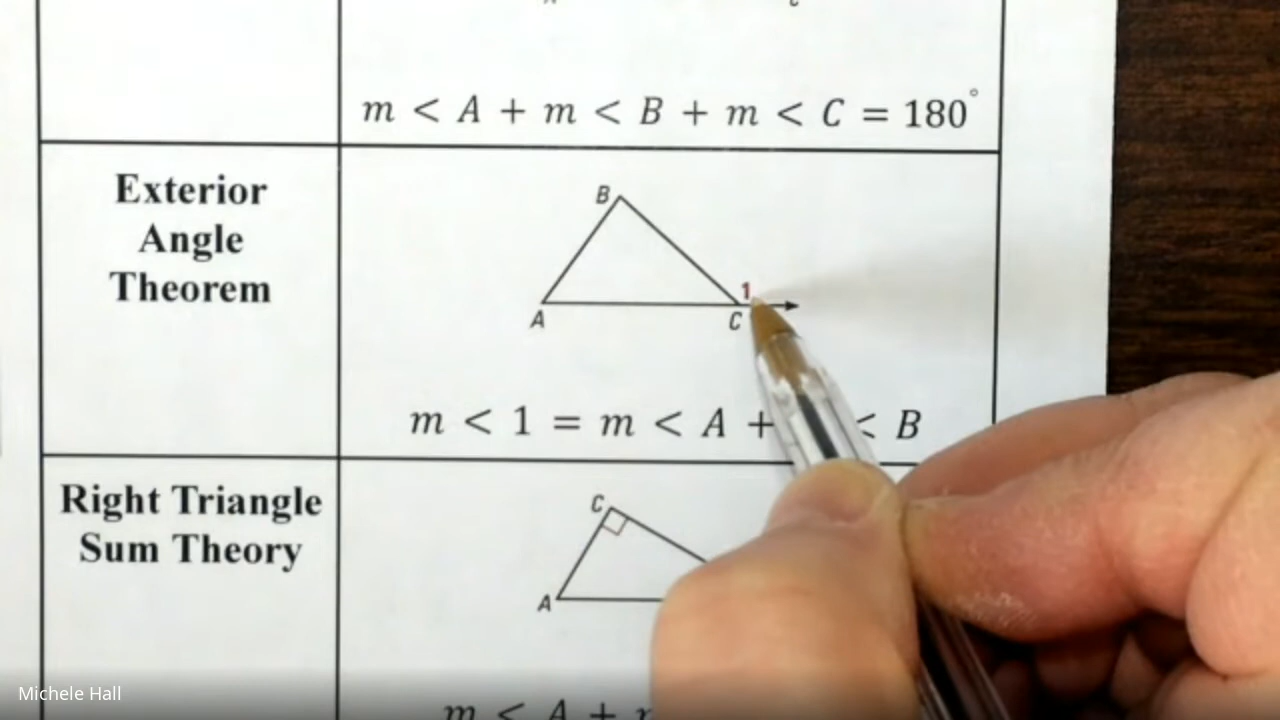 m < A + m < B + m < C = 180°
Exterior
Angle
Theorem
B
1
A
C
m < 1 = m < A + < B
Right Triangle
Sum Theory
C
A
m < A +
Michele Hall